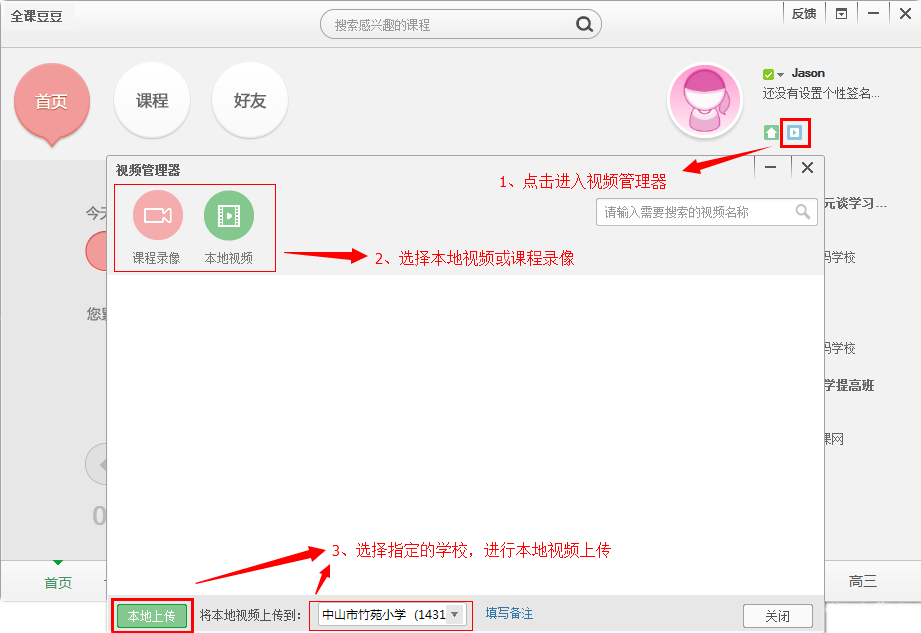 全课豆豆
搜索感兴趣的课程
反馈
首页
课程
好友
Jason
还没有设置个性签名...
视频管理器
1、点击进入视频管理器
请输入需要搜索的视频名称
元谈学习...
今天
课程录像
本地视频
2、选择本地视频或课程录像
码学校
您
码学校
学提高班
课网
0
3、选择指定的学校，进行本地视频上传
首页
高三
本地上传
将本地视频上传到：
中山市竹苑小学（1431
填写备注
关闭